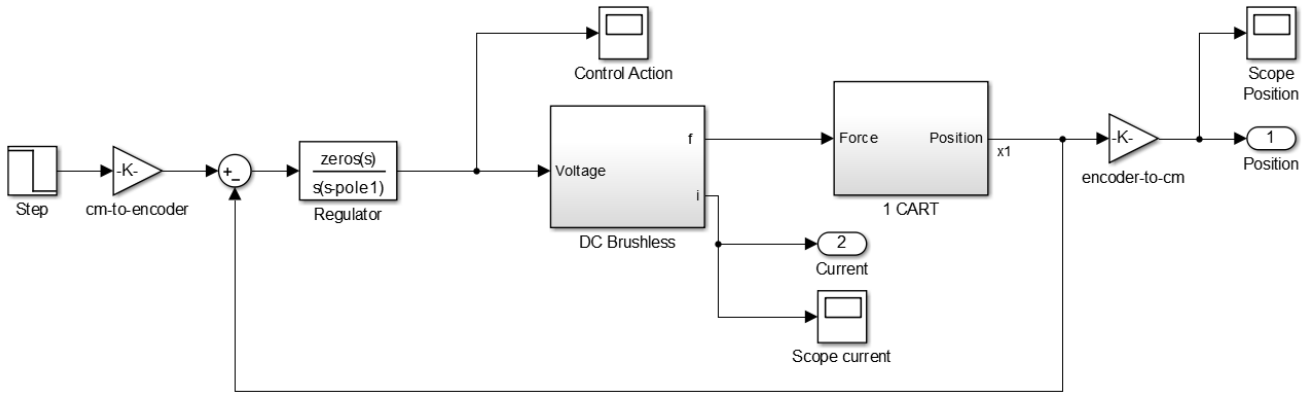 Step
-K-
cm-to-encoder
+
−
zeros(s)
s(s-pole1)
Regulator
Control Action
Voltage
f
i
DC Brushless
2
Current
Scope current
Force
Position
1 CART
x1
-K-
encoder-to-cm
Scope
Position
1
Position